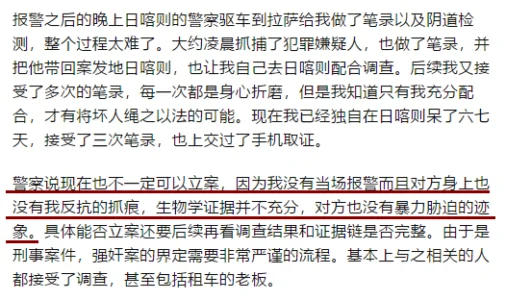 报警之后的晚上日喀则的警察驱车到拉萨给我做了笔录以及阴道检
测，整个过程太难了。大约凌晨抓捕了犯罪嫌疑人，也做了笔录，并
把他带回案发地日喀则，也让我自己去日喀则配合调查。后续我又接
受了多次的笔录，每一次都是身心折磨，但是我知道只有我充分配
合，才有将坏人绳之以法的可能。现在我已经独自在日喀则呆了六七
天，接受了三次笔录，也上交过了手机取证。
警察说现在也不一定可以立案，因为我没有当场报警而且对方身上也
没有我反抗的抓痕，生物学证据并不充分，对方也没有暴力胁迫的迹
象。具体能否立案还要后续再看调查结果和证据链是否完整。由于是
刑事案件，强奸案的界定需要非常严谨的流程。基本上与之相关的人
都接受了调查，甚至包括租车的老板。